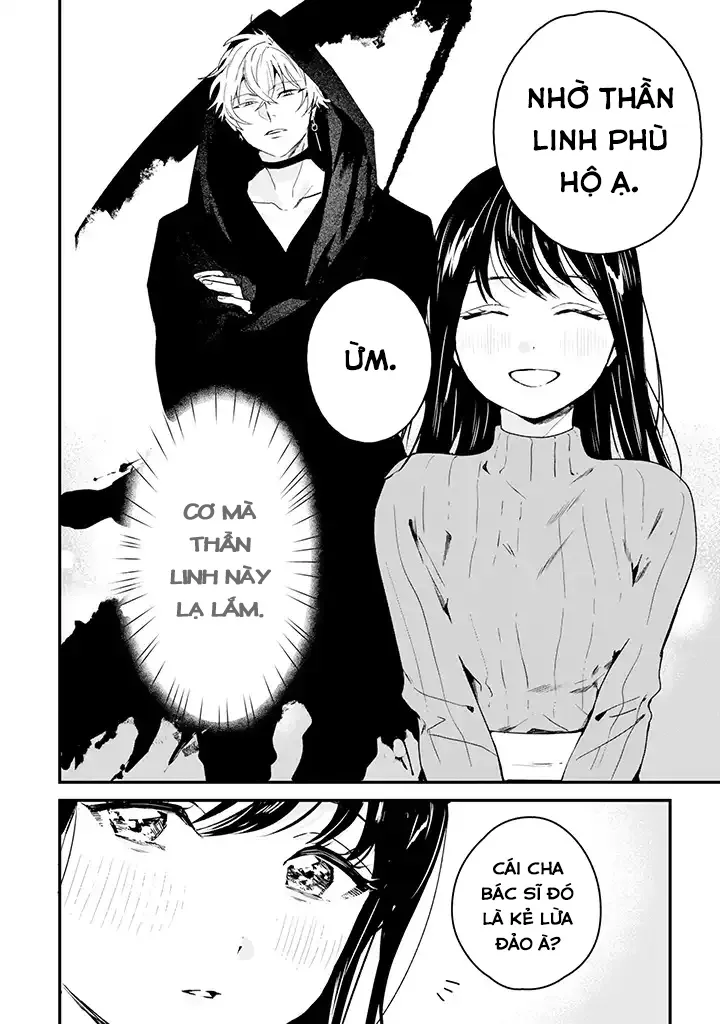 NHỜ THẦN
LINH PHÙ
HỘ Ạ.
ỪM.
CƠ MÀ
THẦN
LINH NÀY
LẠ LẮM.
CÁI CHA
BÁC SĨ ĐÓ
LÀ KẺ LỪA
ĐẢO À?